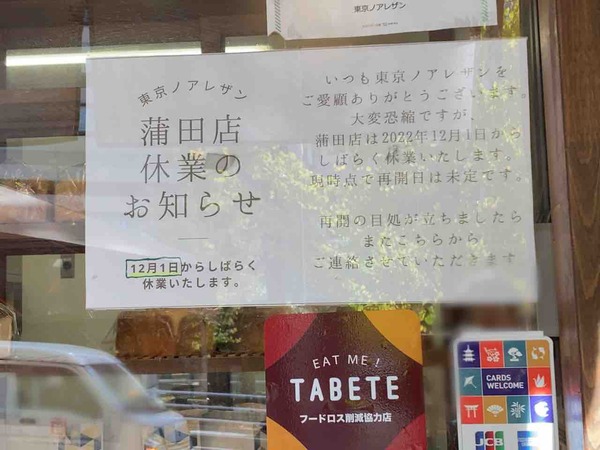 東京ノアレザン
東京ノアレザン
蒲田店
休業の
お知らせ
12月1日からしばらく
休業いたします。
いつも東京ノアレザンを
ご愛顧ありがとうございます。
大変恐縮ですが、
蒲田店は2022年12月1日から
しばらく休業いたします。
現時点で再開日は未定です。
再開の目処が立ちましたら
またこちらから
ご連絡させていただきます
EAT ME!
TABETE
フードロス削減協力店
CARDS
WELCOME
JCB